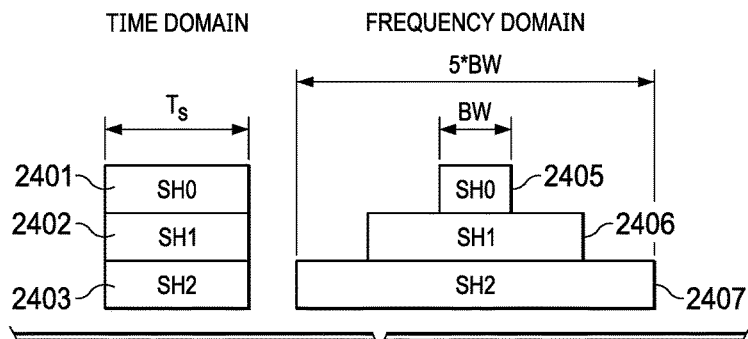 TIME DOMAIN FREQUENCY DOMAIN
5*BW
Ts BW
2401 SH0 SH0 2405
2402 SH1 SH1 2406
2403 SH2 SH2 2407